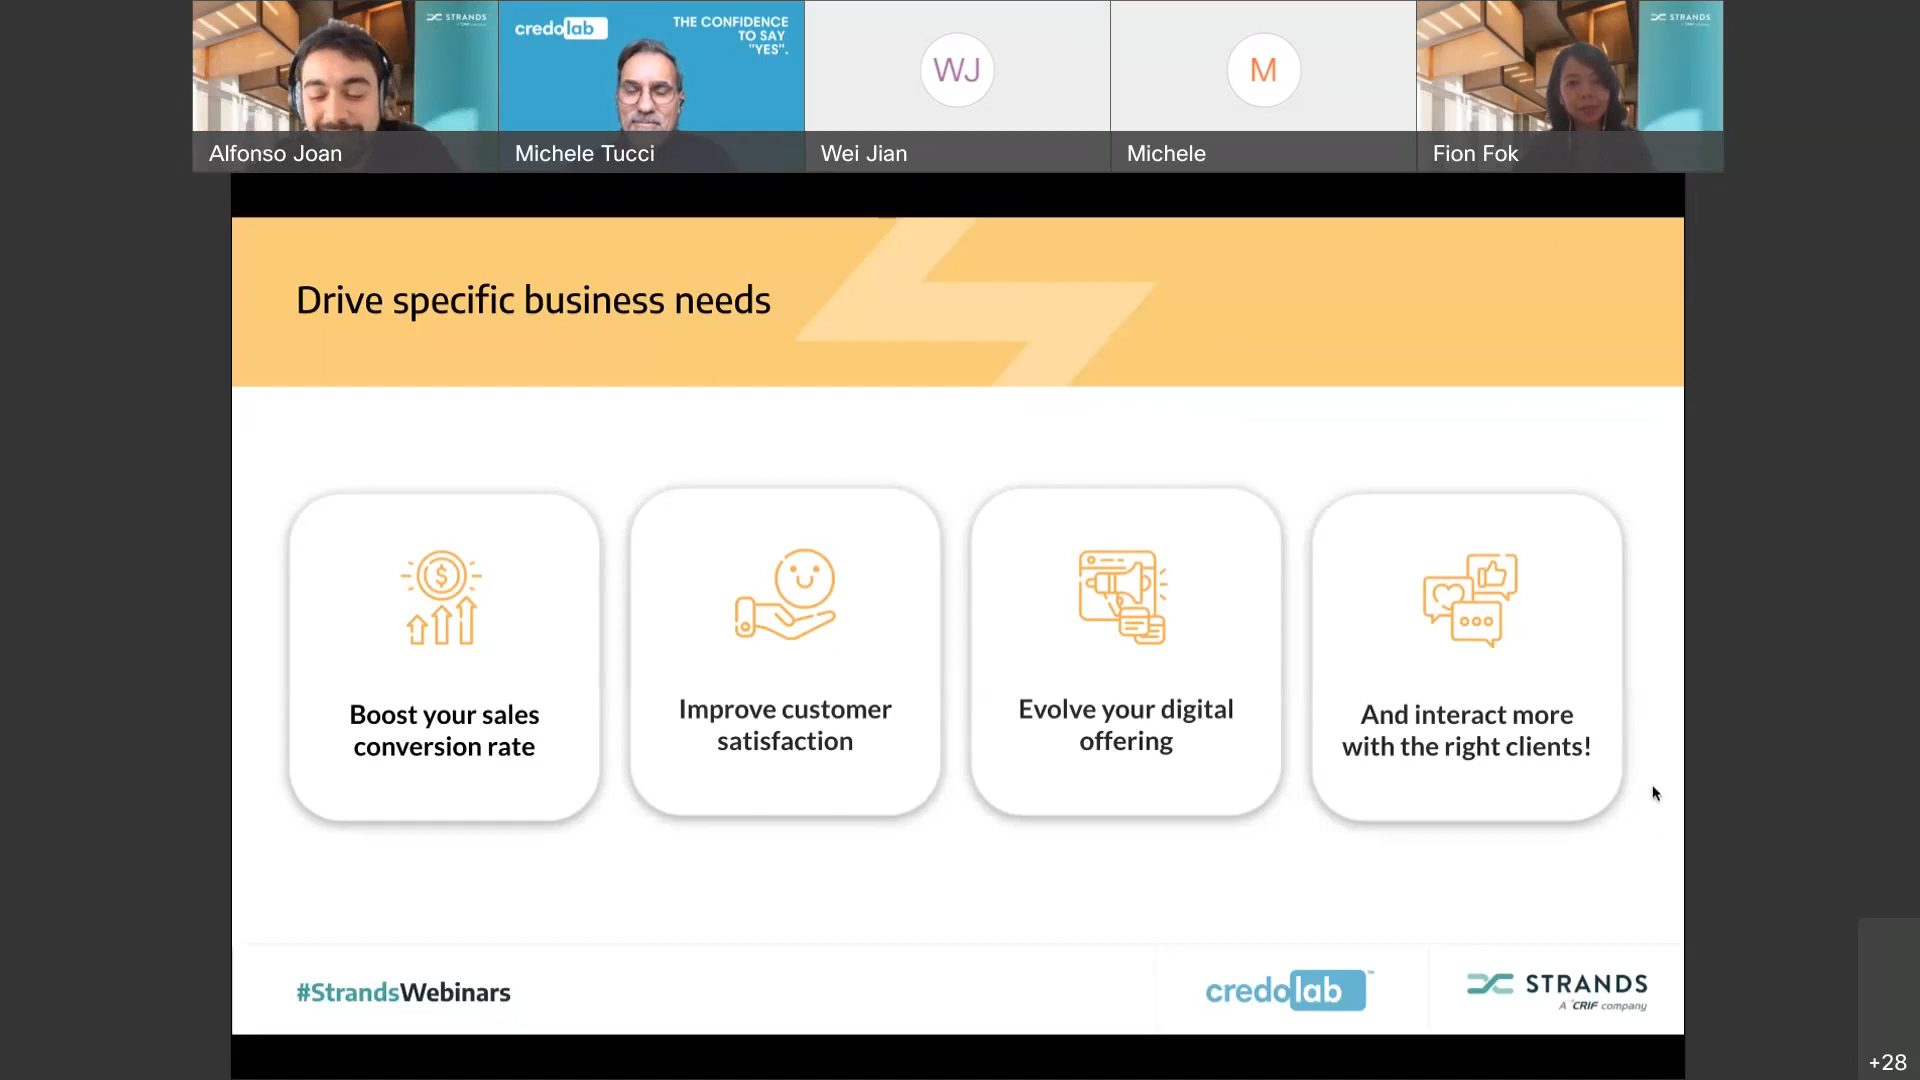 STRANDS
credolab
THE CONFIDENCE
TO SAY
"YES".
WJ
M
STRANDS
Alfonso Joan
Michele Tucci
Wei Jian
Michele
Fion Fok
Drive specific business needs
Boost your sales
conversion rate
Improve customer
satisfaction
Evolve your digital
offering
And interact more
with the right clients!
#StrandsWebinars
credolab™
STRANDS
A CRIF company
+28